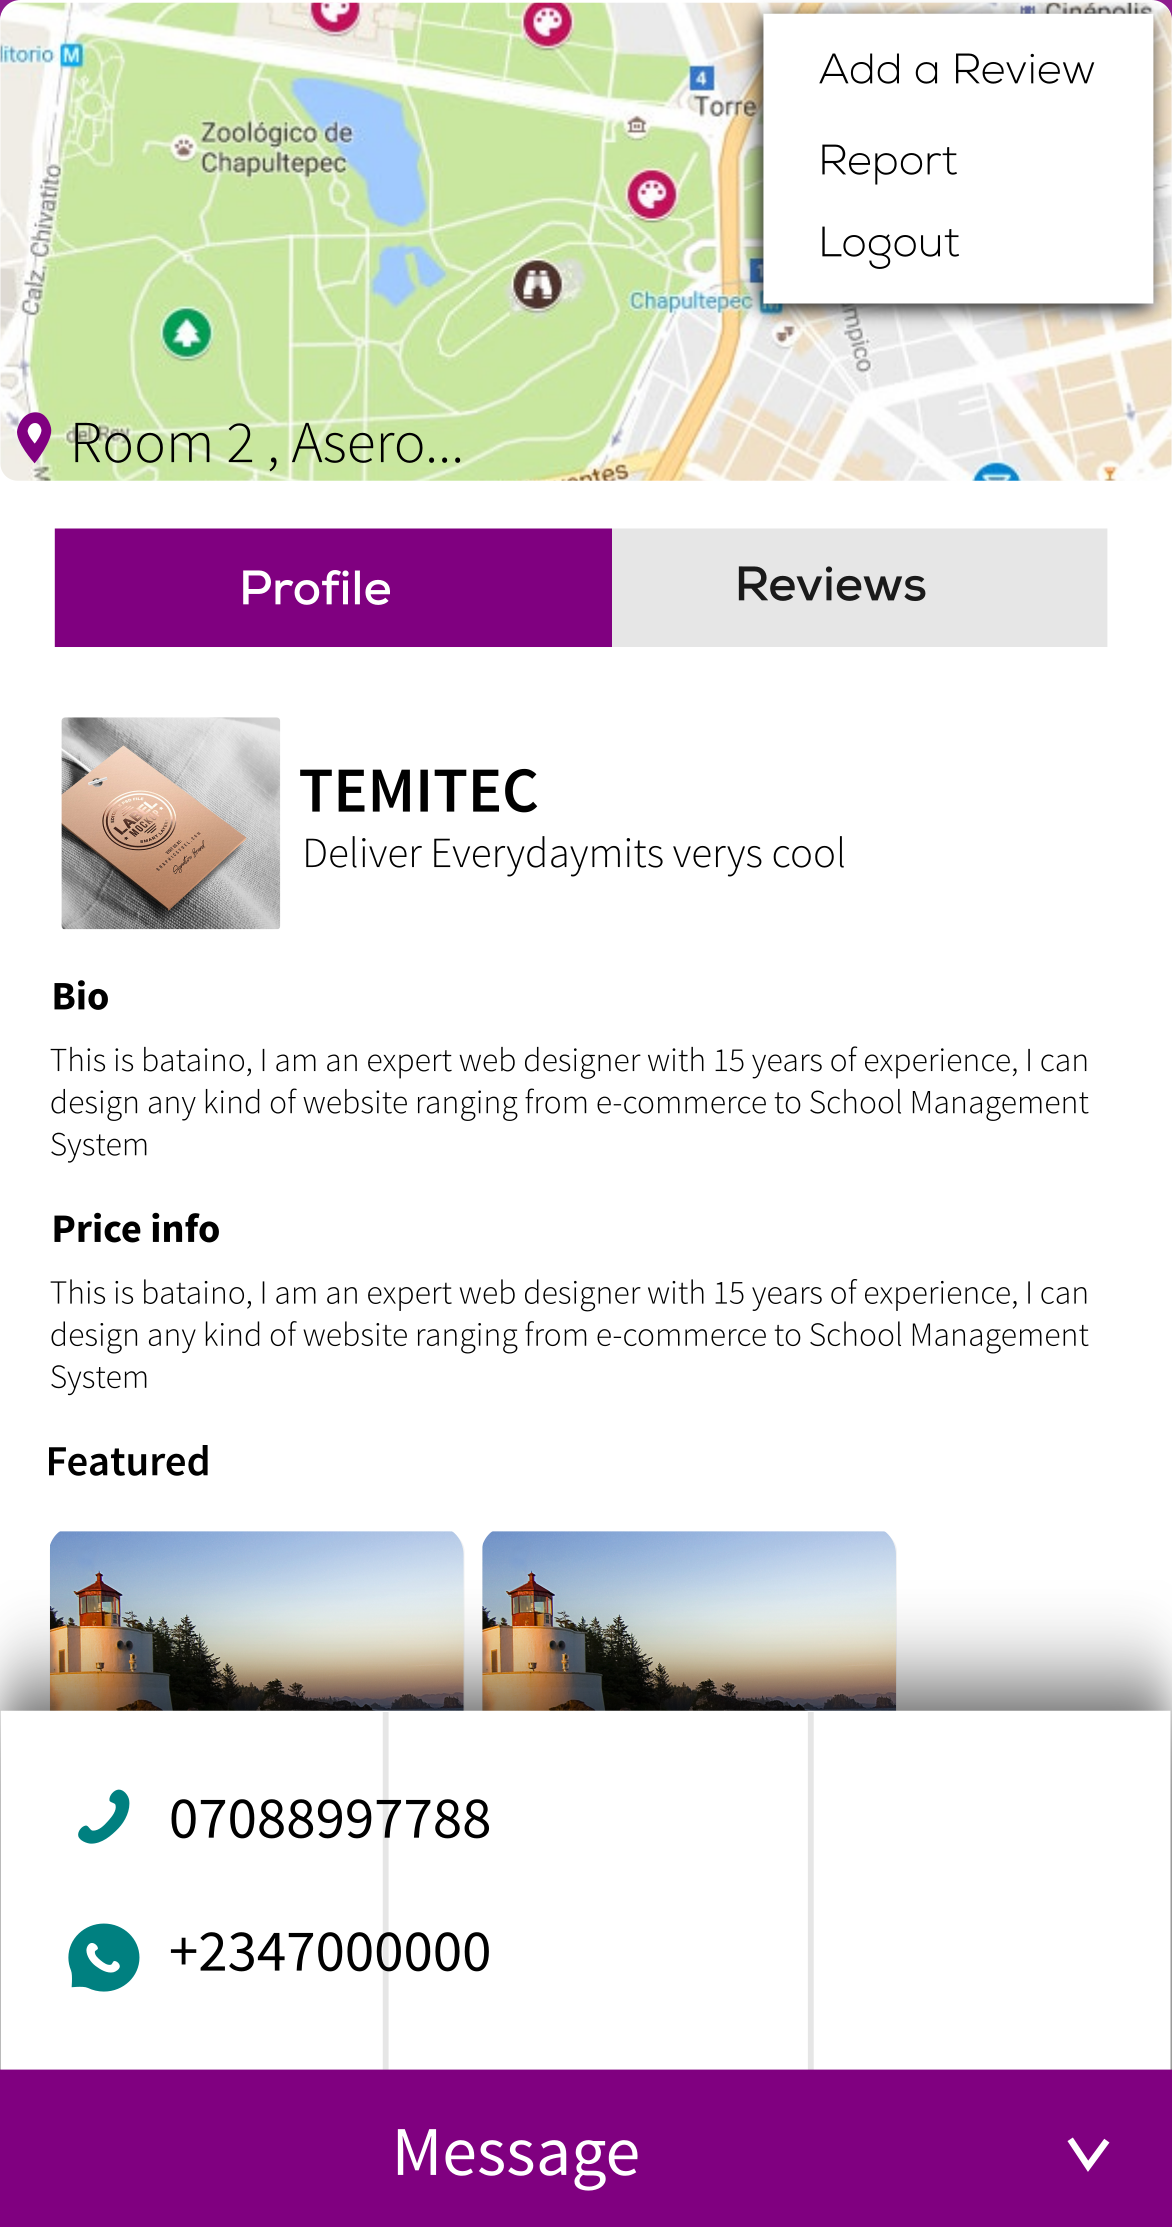 Cinépolis
litorio M
Add a Review
4
Torre
Zoológico de
Chapultepec
Report
Calz. Chivatito
Logout
1
Chapultepec M
Room 2 , Asero...
Profile
Reviews
TEMITEC
Deliver Everydaymits verys cool
LABEL
Bio
This is bataino, I am an expert web designer with 15 years of experience, I can
design any kind of website ranging from e-commerce to School Management
System
Price info
This is bataino, I am an expert web designer with 15 years of experience, I can
design any kind of website ranging from e-commerce to School Management
System
Featured
07088997788
+2347000000
Message